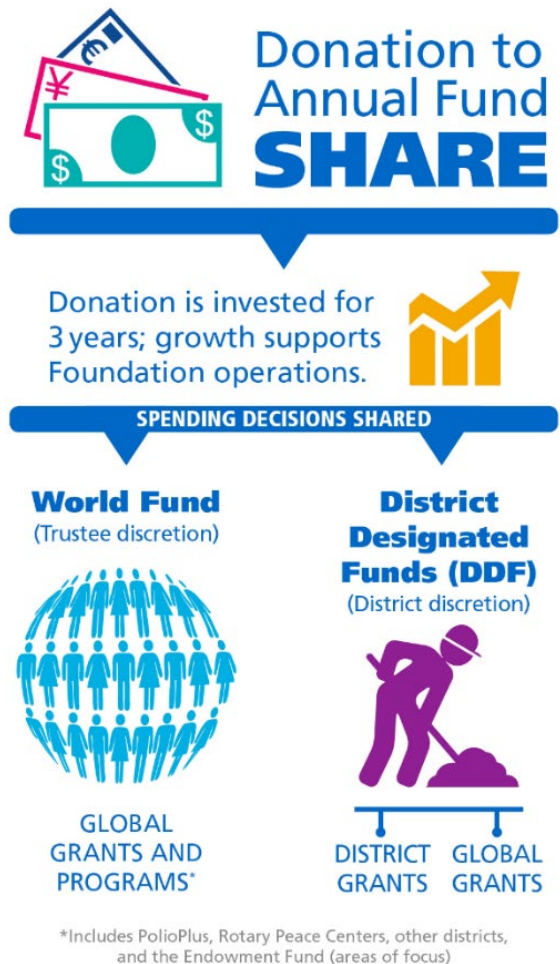 Donation to
Annual Fund
SHARE
Donation is invested for
3 years; growth supports
Foundation operations.
SPENDING DECISIONS SHARED
World Fund
(Trustee discretion)
GLOBAL
GRANTS AND
PROGRAMS*
District
Designated
Funds (DDF)
(District discretion)
DISTRICT
GRANTS
GLOBAL
GRANTS
*Includes PolioPlus, Rotary Peace Centers, other districts,
and the Endowment Fund (areas of focus)